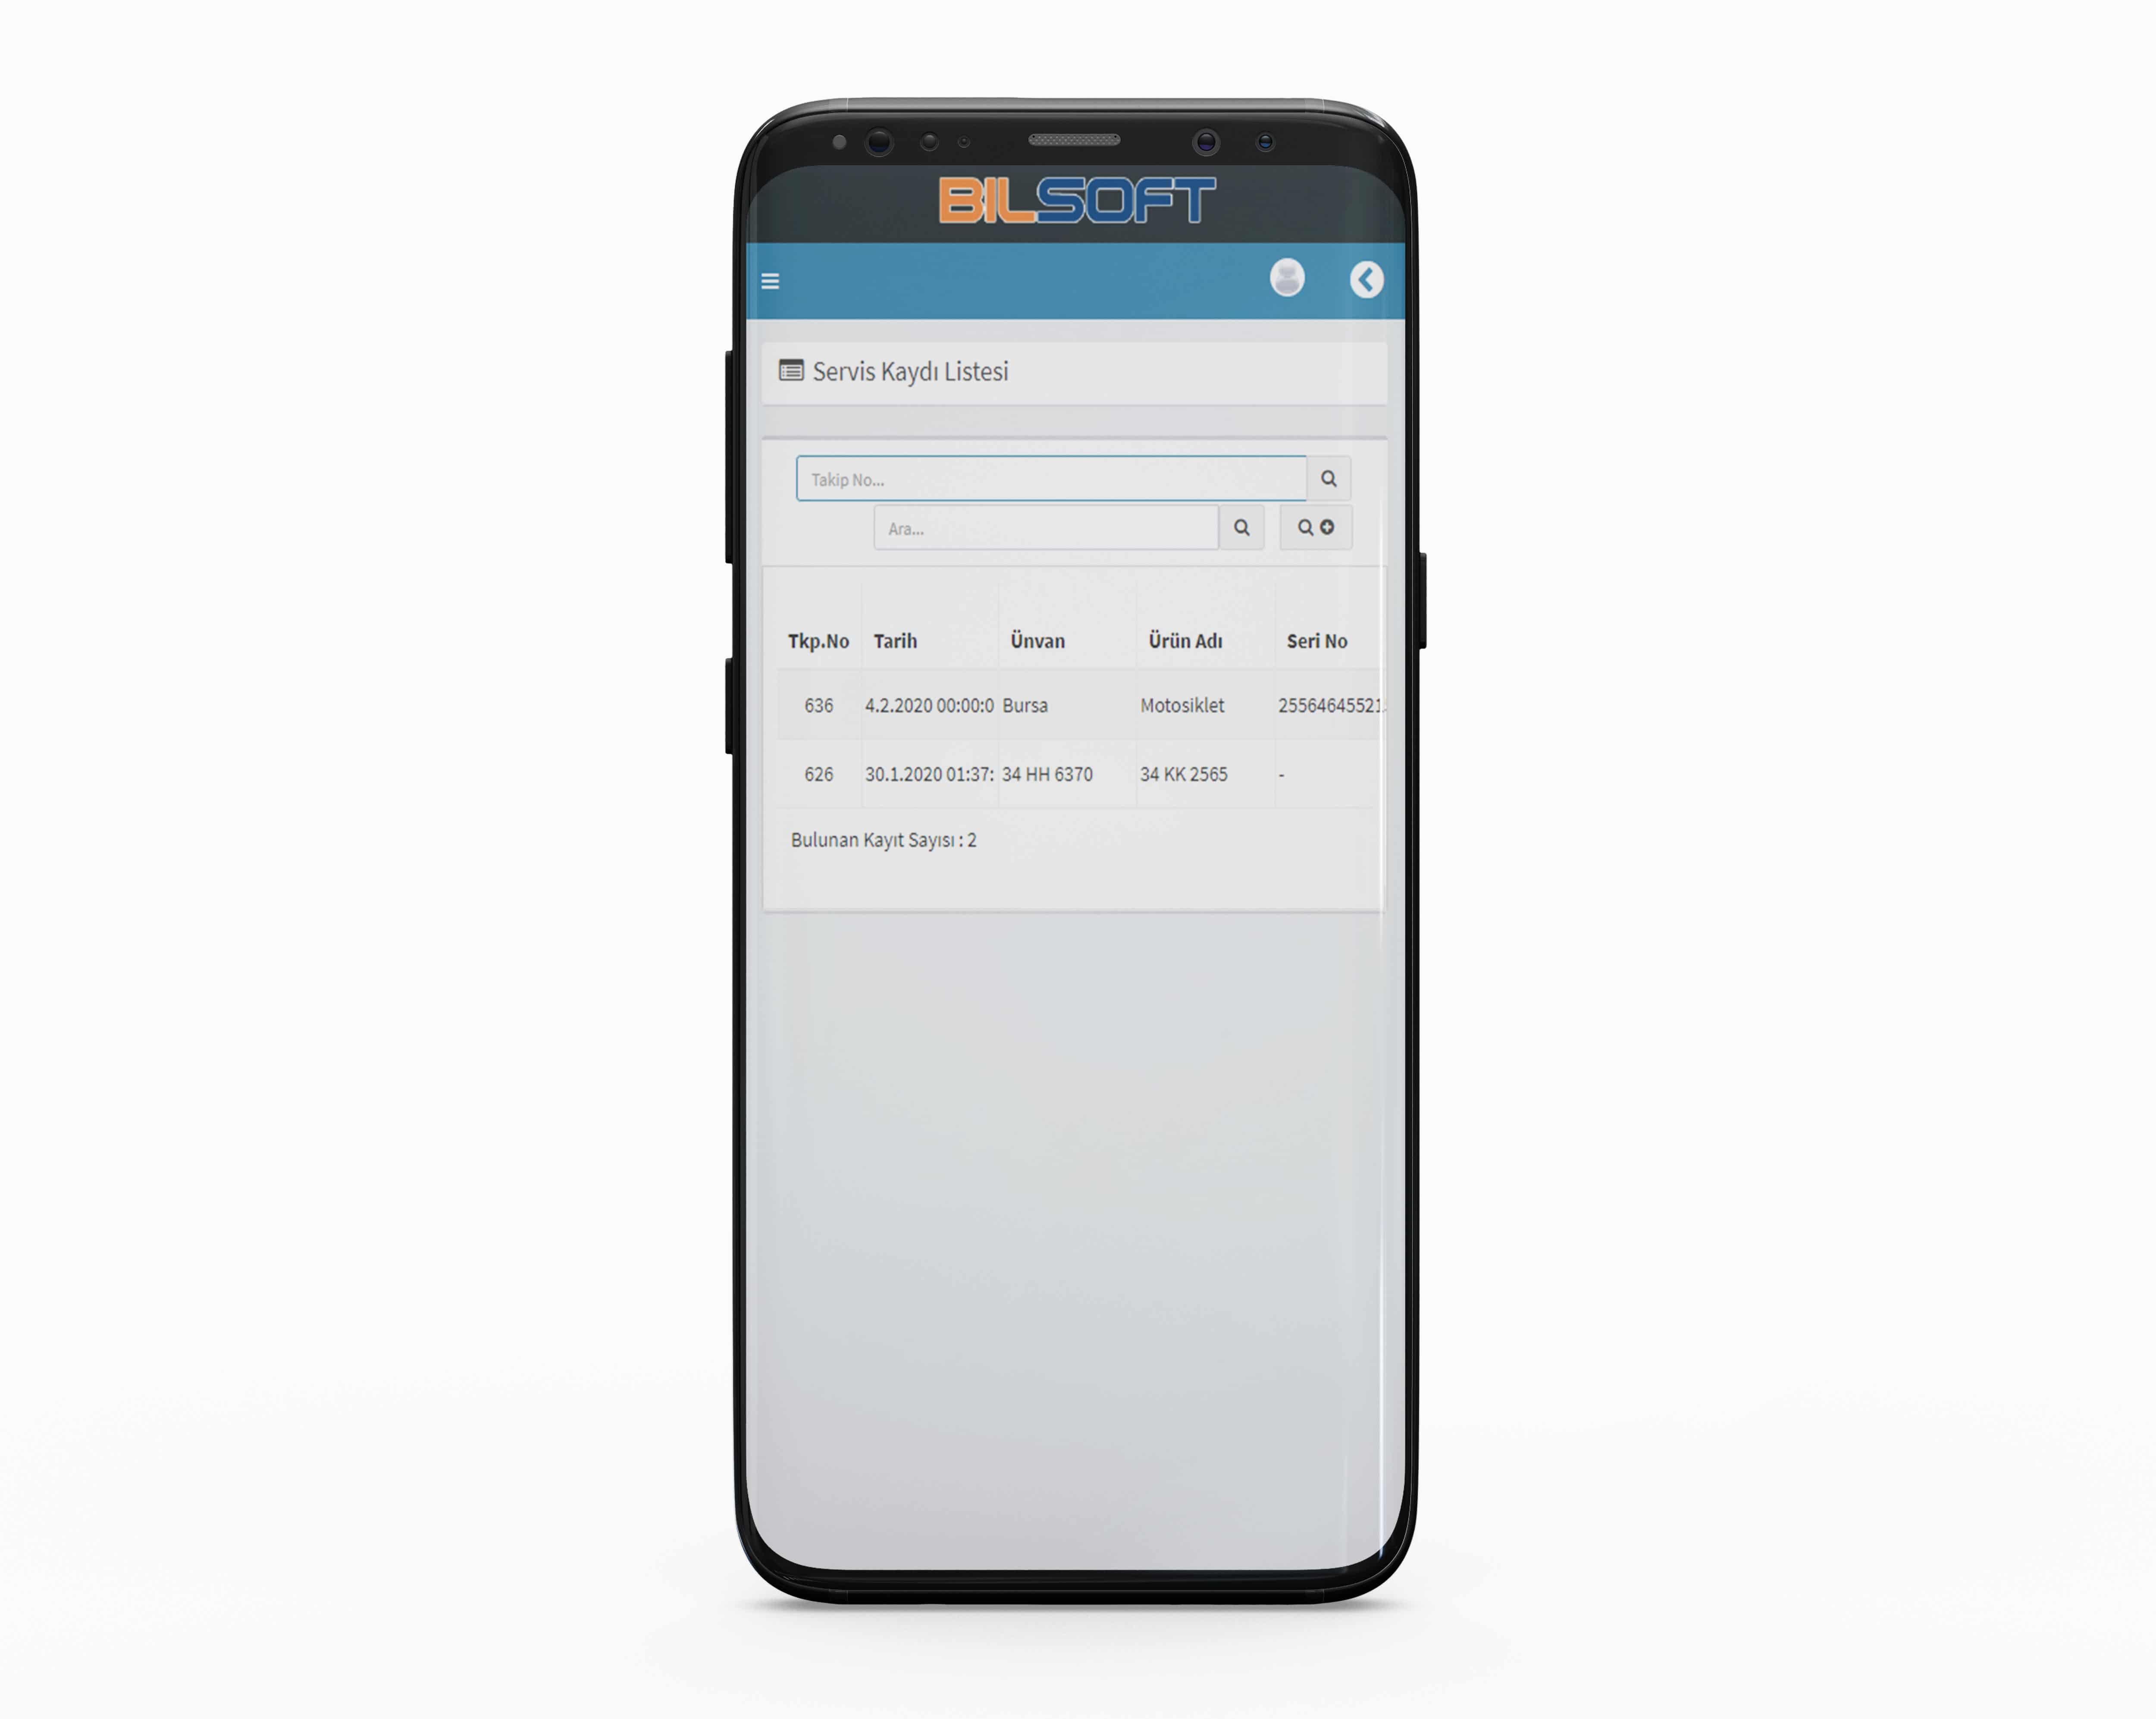 BILSOFT
Servis Kaydı Listesi
Takip No...
Ara...
Tkp.No Tarih Ünvan Ürün Adı Seri No
636 4.2.2020 00:00:0 Bursa Motosiklet 25564645521
626 30.1.2020 01:37: 34 HH 6370 34 KK 2565 -
Bulunan Kayıt Sayısı : 2